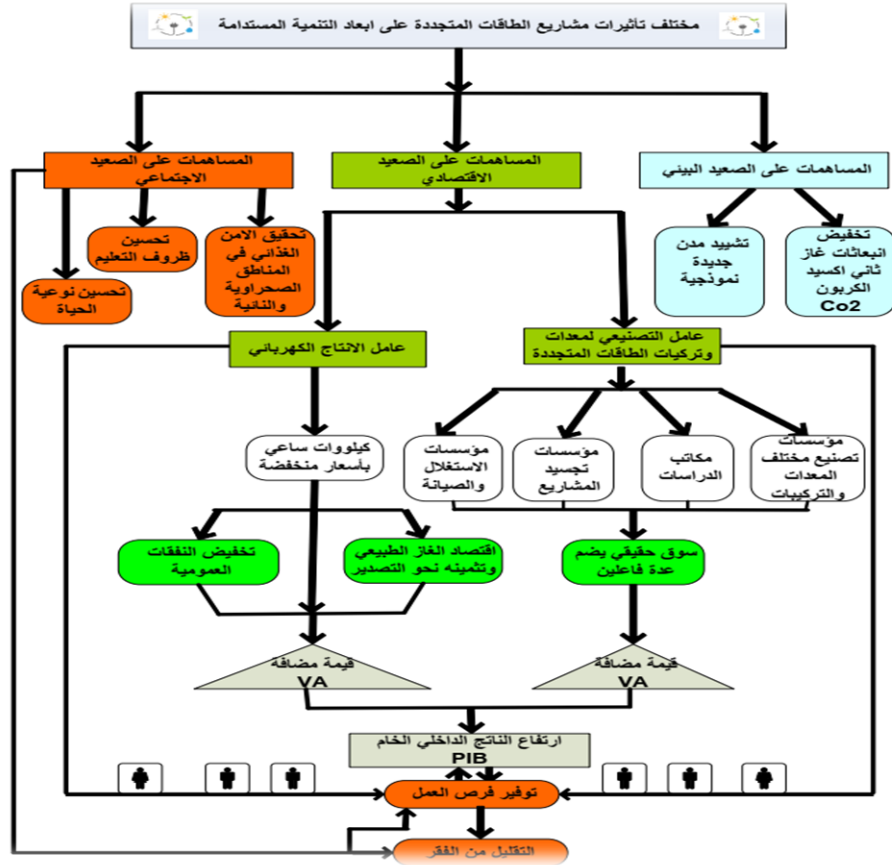 مختلف تأثيرات مشاريع الطاقات المتجددة على ابعاد التنمية المستدامة
المساهمات على الصعيد البيئي
المساهمات على الصعيد
الاقتصادي
المساهمات على الصعيد
الاجتماعي
تخفيض
انبعاثات غاز
ثاني اكسيد
الكربون
Co2
تشييد مدن
جديدة
نموذجية
تحقيق الامن
الغذائي في
المناطق
الصحراوية
والنائية
تحسين
ظروف التعليم
تحسين نوعية
الحياة
عامل التصنيعي لمعدات
وتركيات الطاقات المتجددة
عامل الانتاج الكهربائي
مؤسسات
تصنيع مختلف
المعدات
والتركيبات
مكاتب
الدراسات
مؤسسات
تجسيد
المشاريع
مؤسسات
الاستغلال
والصيانة
كيلووات ساعي
بأسعار منخفضة
سوق حقيقي يضم
عدة فاعلين
اقتصاد الغاز الطبيعي
وتثمينه نحو التصدير
تخفيض النفقات
العمومية
قيمة مضافة
VA
قيمة مضافة
VA
ارتفاع الناتج الداخلي الخام
PIB
توفير فرص العمل
التقليل من الفقر